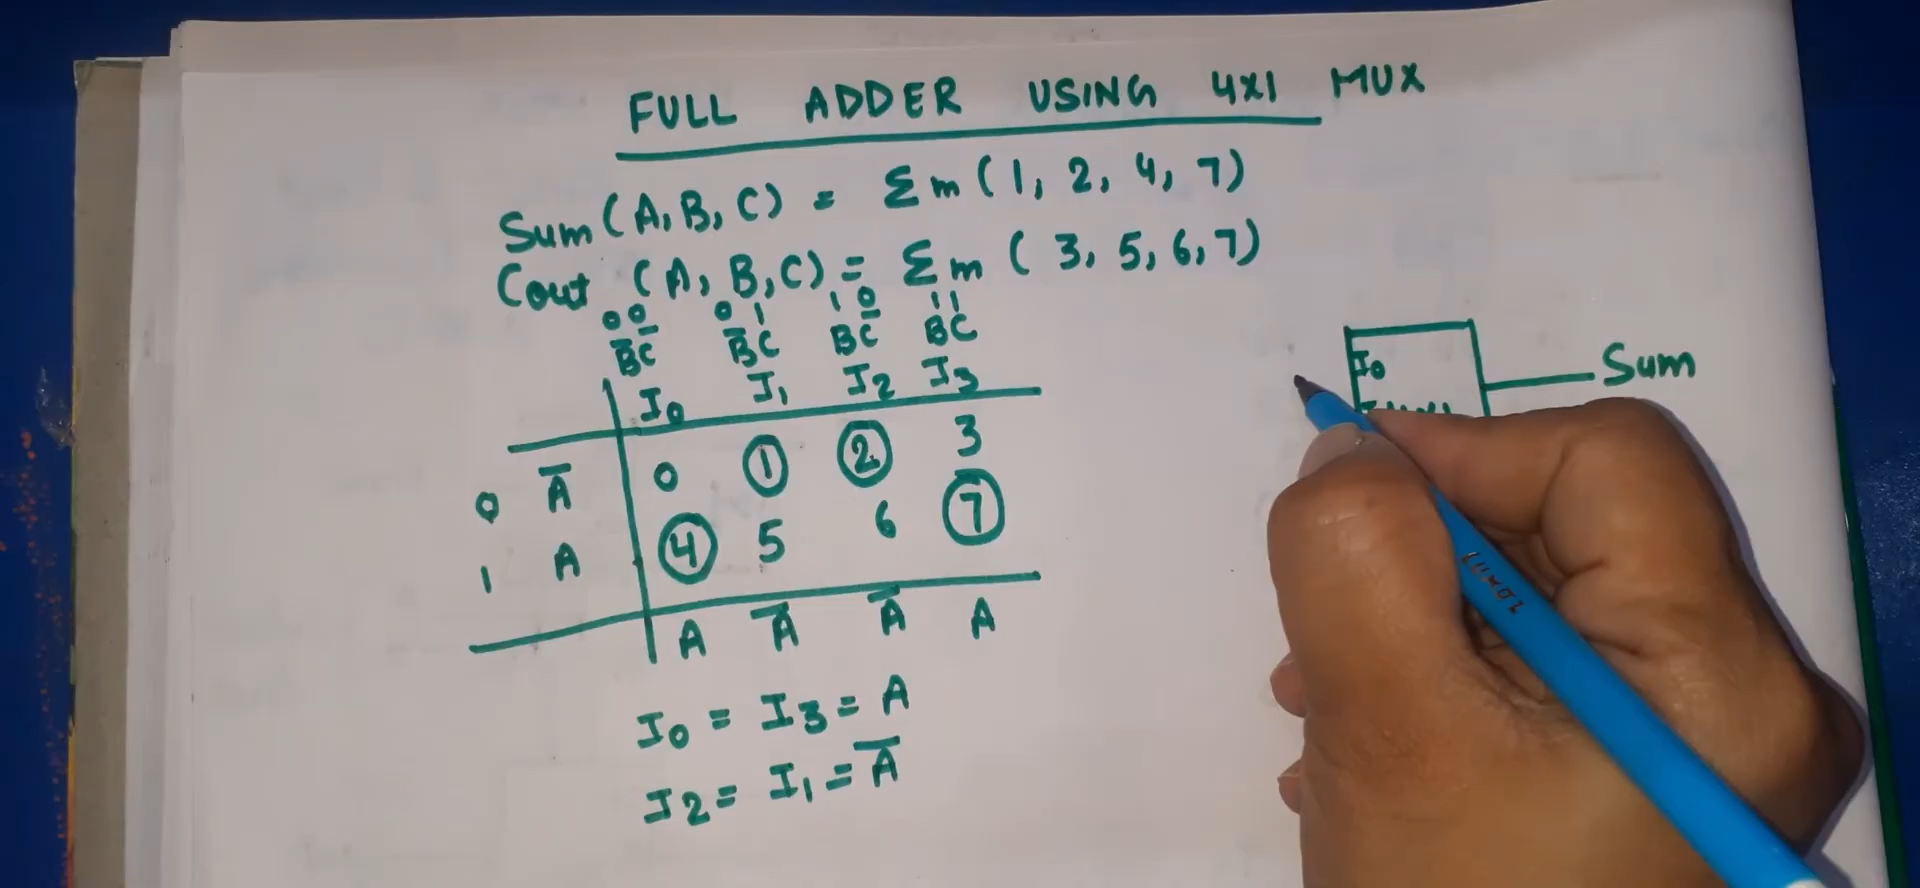 FULL ADDER USING 4X1 MUX
Sum (A, B, C) = Σm (1, 2, 4, 7)
Cout (A, B, C) = Σm (3, 5, 6, 7)
00 01 10 11
B̅C̅ B̅C BC̅ BC
I0 I1 I2 I3
0 A̅ 0 1 2 3
1 A 4 5 6 7
A A̅ A̅ A
I0 = I3 = A
I2 = I1 = A̅
I0
Sum